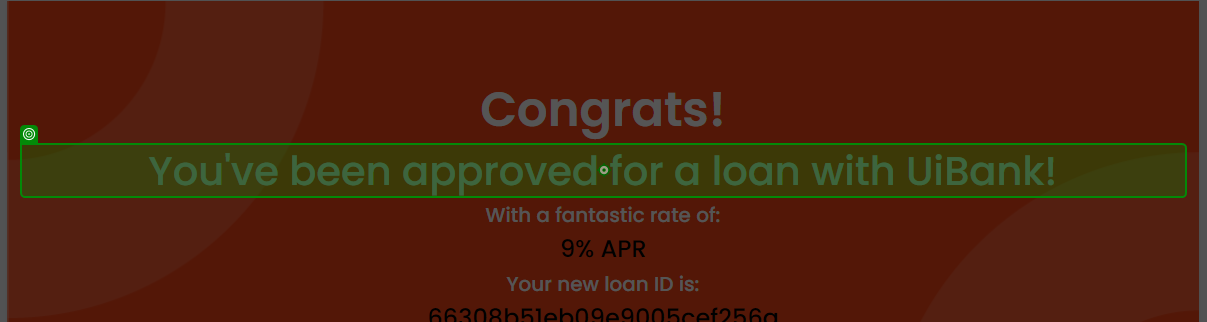 Congrats!
You've been approved for a loan with UiBank!
With a fantastic rate of:
9% APR
Your new loan ID is:
66308b51eb09e9005cef256a